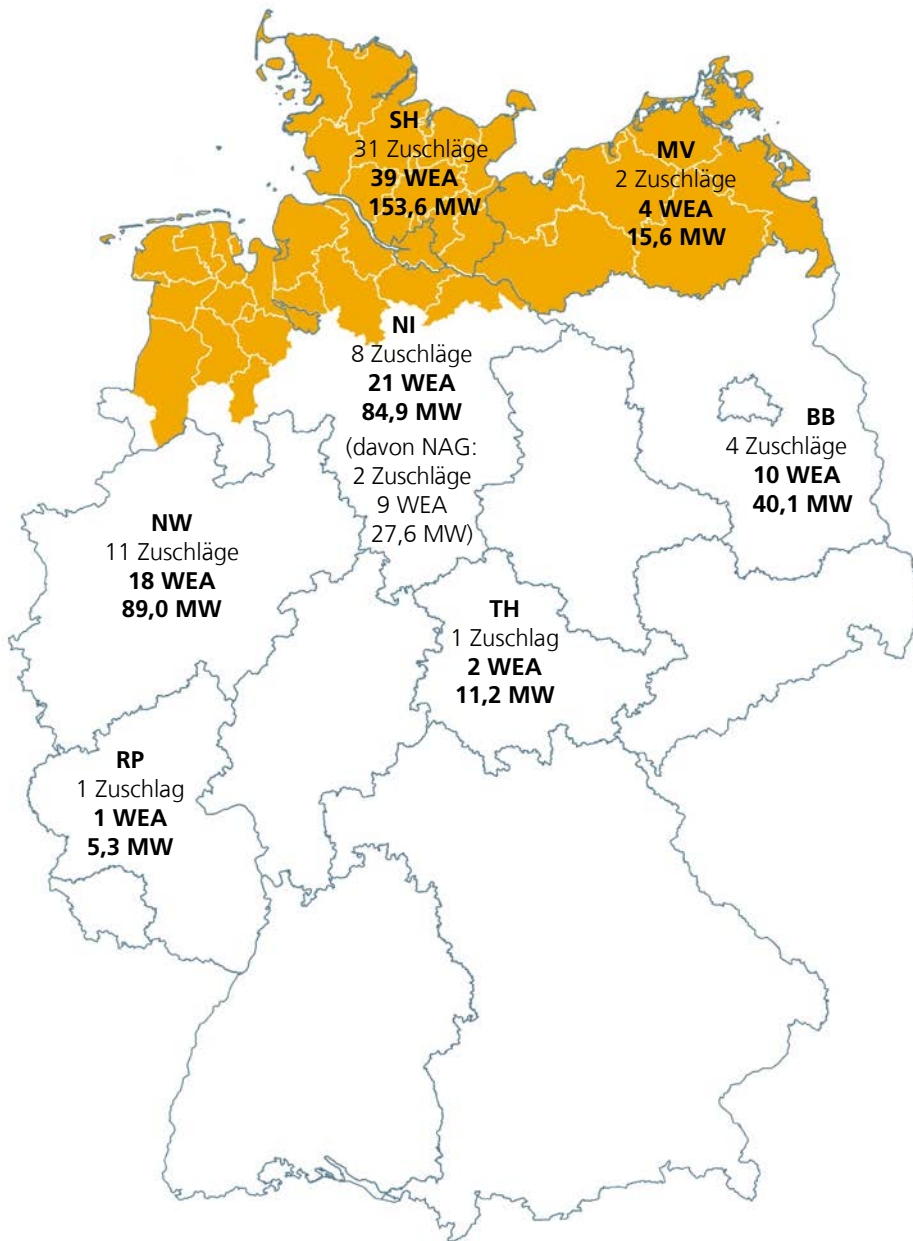 SH
31 Zuschläge
39 WEA
153,6 MW
MV
2 Zuschläge
4 WEA
15,6 MW
NI
8 Zuschläge
21 WEA
84,9 MW
(davon NAG:
2 Zuschläge
9 WEA
27,6 MW)
BB
4 Zuschläge
10 WEA
40,1 MW
NW
11 Zuschläge
18 WEA
89,0 MW
TH
1 Zuschlag
2 WEA
11,2 MW
RP
1 Zuschlag
1 WEA
5,3 MW